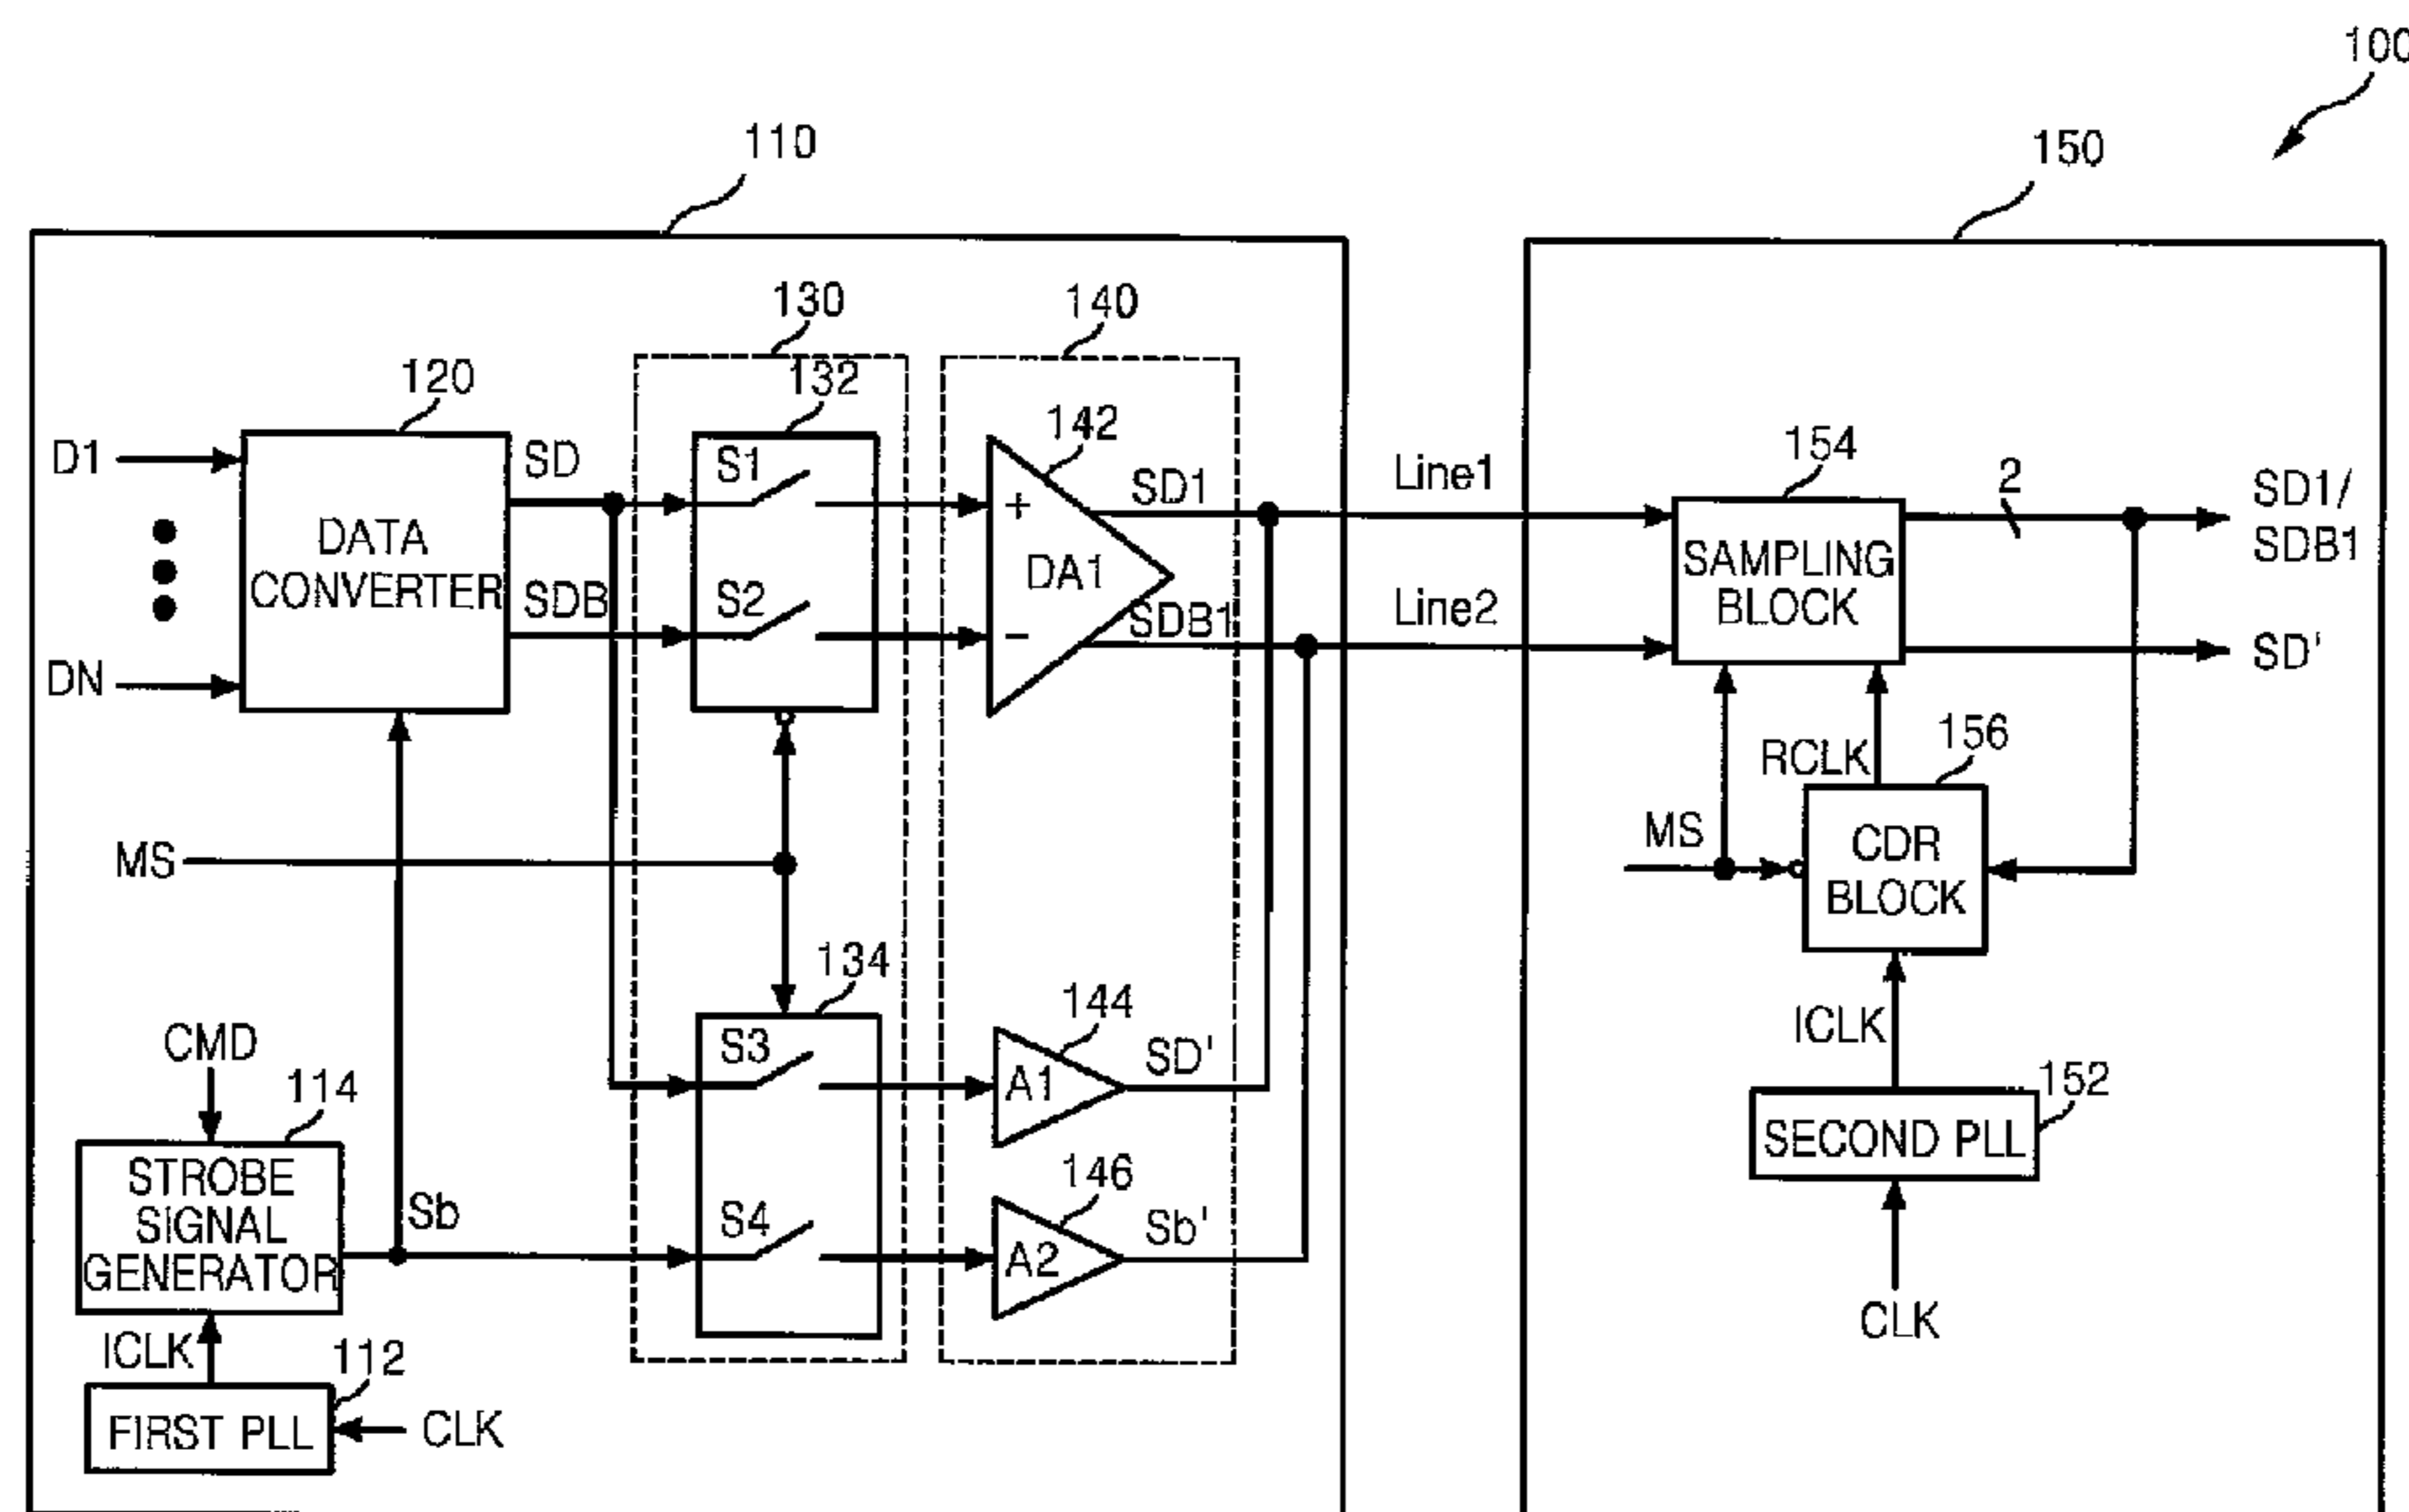 100
110
150
130
140
120
132
142
154
D1
SD
S1
+
SD1
Line1
2
SD1/
SDB1
DATA
CONVERTER
SDB
S2
DA1
SDB1
-
Line2
SAMPLING
BLOCK
DN
SD'
RCLK
156
MS
MS
CDR
BLOCK
134
CMD
114
S3
144
A1
SD'
ICLK
152
SECOND PLL
STROBE
SIGNAL
GENERATOR
Sb
S4
146
A2
Sb'
CLK
ICLK
112
FIRST PLL
CLK